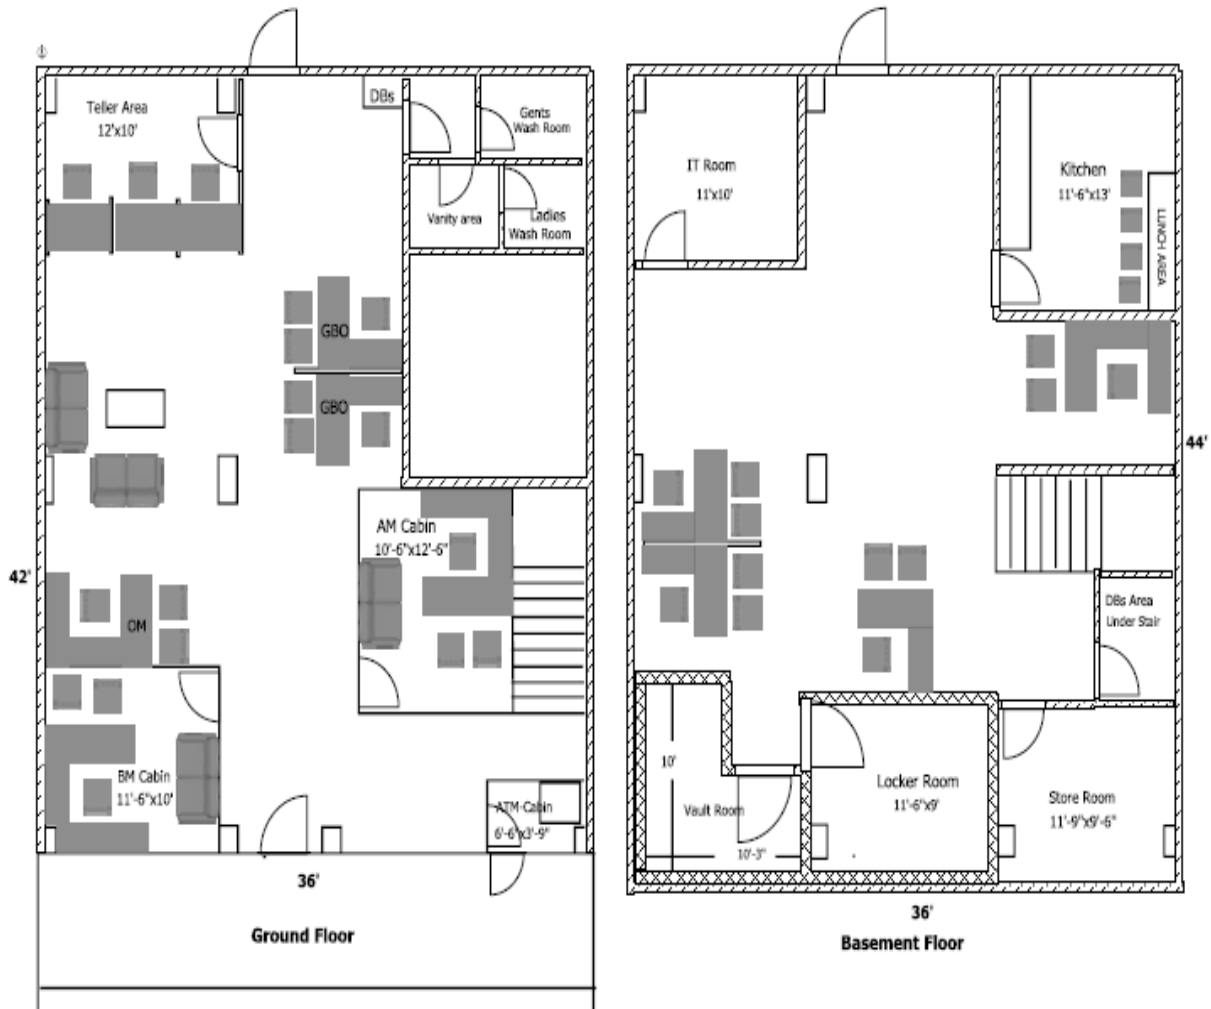 Teller Area
12'x10'
DBs
Gents
Wash Room
Vanity area
Ladies
Wash Room
GBO
GBO
AM Cabin
10'-6"x12'-6"
42'
OM
BM Cabin
11'-6"x10'
ATM-Cabin
6'-6"x3'-9"
36'
Ground Floor
IT Room
11'x10'
Kitchen
11'-6"x13'
LUNCH AREA
44'
DBs Area
Under Stair
10'
Vault Room
10'-3"
Locker Room
11'-6"x9'
Store Room
11'-9"x9'-6"
36'
Basement Floor